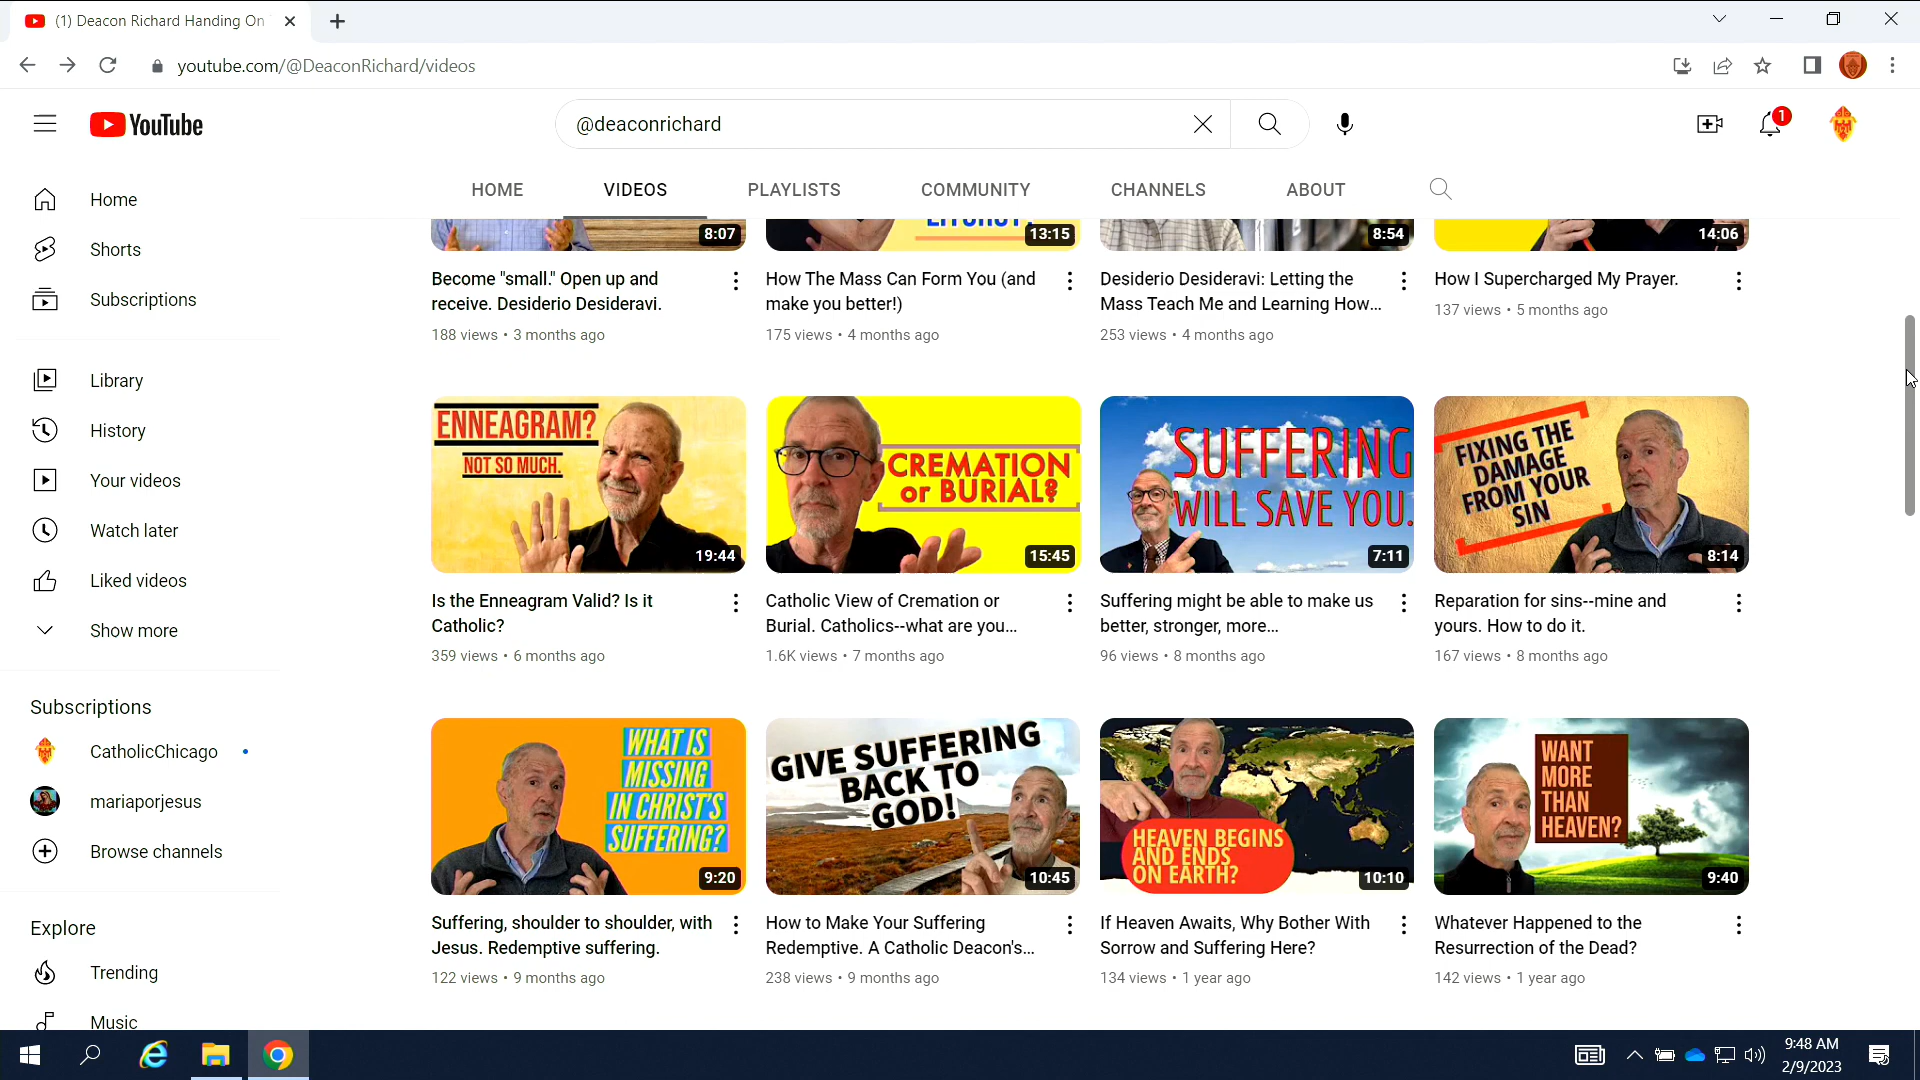 (1) Deacon Richard Handing On
youtube.com/@DeaconRichard/videos
YouTube
@deaconrichard
1
HOME VIDEOS PLAYLISTS COMMUNITY CHANNELS ABOUT
Home
Shorts
Subscriptions
Library
History
Your videos
Watch later
Liked videos
Show more
Subscriptions
CatholicChicago
mariaporjesus
Browse channels
Explore
Trending
Music
8:07
Become "small." Open up and
receive. Desiderio Desideravi.
188 views • 3 months ago
13:15
How The Mass Can Form You (and
make you better!)
175 views • 4 months ago
8:54
Desiderio Desideravi: Letting the
Mass Teach Me and Learning How...
253 views • 4 months ago
14:06
How I Supercharged My Prayer.
137 views • 5 months ago
ENNEAGRAM?
NOT SO MUCH.
19:44
Is the Enneagram Valid? Is it
Catholic?
359 views • 6 months ago
CREMATION
or BURIAL?
15:45
Catholic View of Cremation or
Burial. Catholics--what are you...
1.6K views • 7 months ago
SUFFERING
WILL SAVE YOU.
7:11
Suffering might be able to make us
better, stronger, more...
96 views • 8 months ago
FIXING THE
DAMAGE
FROM YOUR
SIN
8:14
Reparation for sins--mine and
yours. How to do it.
167 views • 8 months ago
WHAT IS
MISSING
IN CHRIST'S
SUFFERING?
9:20
Suffering, shoulder to shoulder, with
Jesus. Redemptive suffering.
122 views • 9 months ago
GIVE SUFFERING
BACK TO
GOD!
10:45
How to Make Your Suffering
Redemptive. A Catholic Deacon's...
238 views • 9 months ago
HEAVEN BEGINS
AND ENDS
ON EARTH?
10:10
If Heaven Awaits, Why Bother With
Sorrow and Suffering Here?
134 views • 1 year ago
WANT
MORE
THAN
HEAVEN?
9:40
Whatever Happened to the
Resurrection of the Dead?
142 views • 1 year ago
9:48 AM
2/9/2023